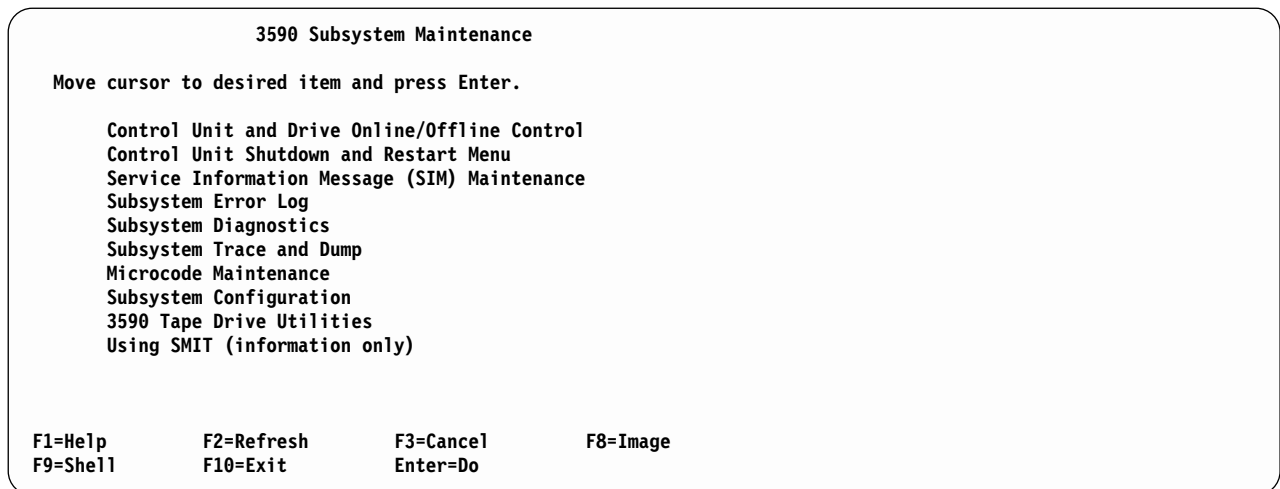 3590 Subsystem Maintenance
Move cursor to desired item and press Enter.
Control Unit and Drive Online/Offline Control
Control Unit Shutdown and Restart Menu
Service Information Message (SIM) Maintenance
Subsystem Error Log
Subsystem Diagnostics
Subsystem Trace and Dump
Microcode Maintenance
Subsystem Configuration
3590 Tape Drive Utilities
Using SMIT (information only)
F1=Help F2=Refresh F3=Cancel F8=Image
F9=Shell F10=Exit Enter=Do